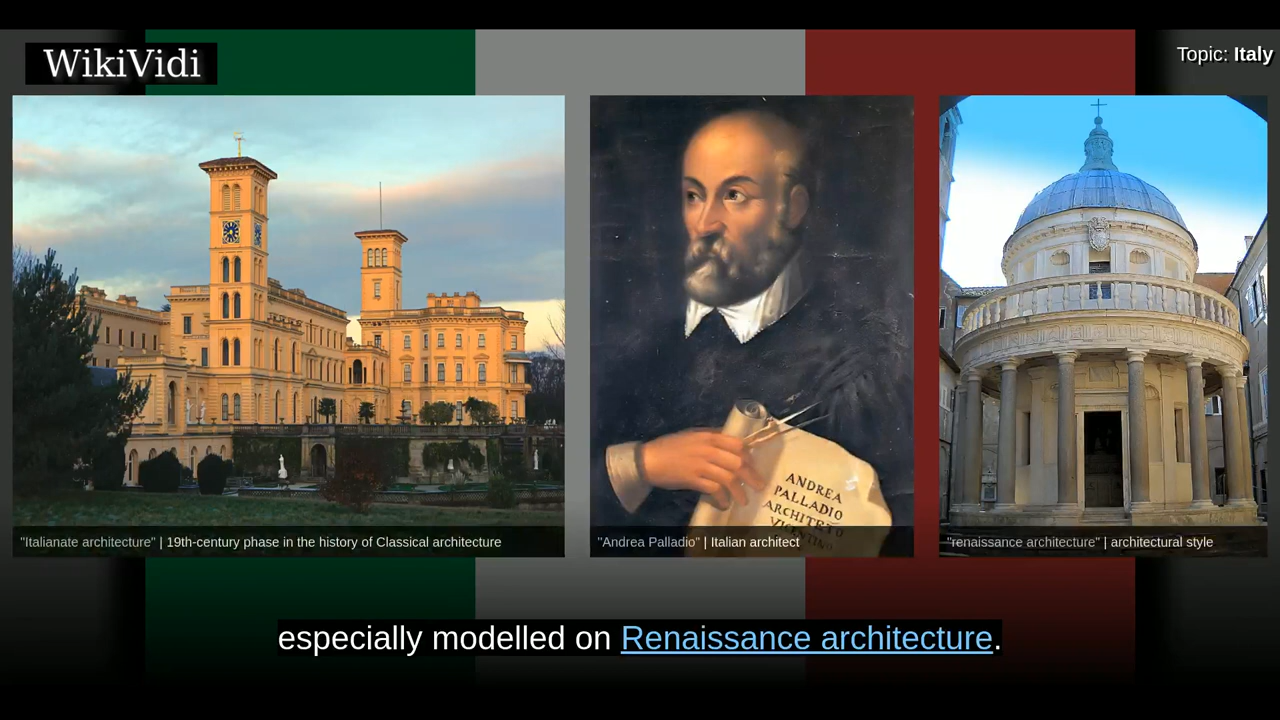 WikiVidi
Topic: Italy
ANDREA
PALLADIO
ARCHITETO
"Italianate architecture" | 19th-century phase in the history of Classical architecture
"Andrea Palladio" | Italian architect
"renaissance architecture" | architectural style
especially modelled on Renaissance architecture.